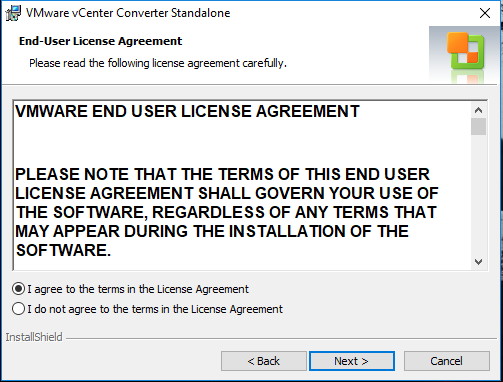 VMware vCenter Converter Standalone
End-User License Agreement
Please read the following license agreement carefully.
VMWARE END USER LICENSE AGREEMENT
PLEASE NOTE THAT THE TERMS OF THIS END USER
LICENSE AGREEMENT SHALL GOVERN YOUR USE OF
THE SOFTWARE, REGARDLESS OF ANY TERMS THAT
MAY APPEAR DURING THE INSTALLATION OF THE
SOFTWARE.
I agree to the terms in the License Agreement
I do not agree to the terms in the License Agreement
InstallShield
< Back Next > Cancel